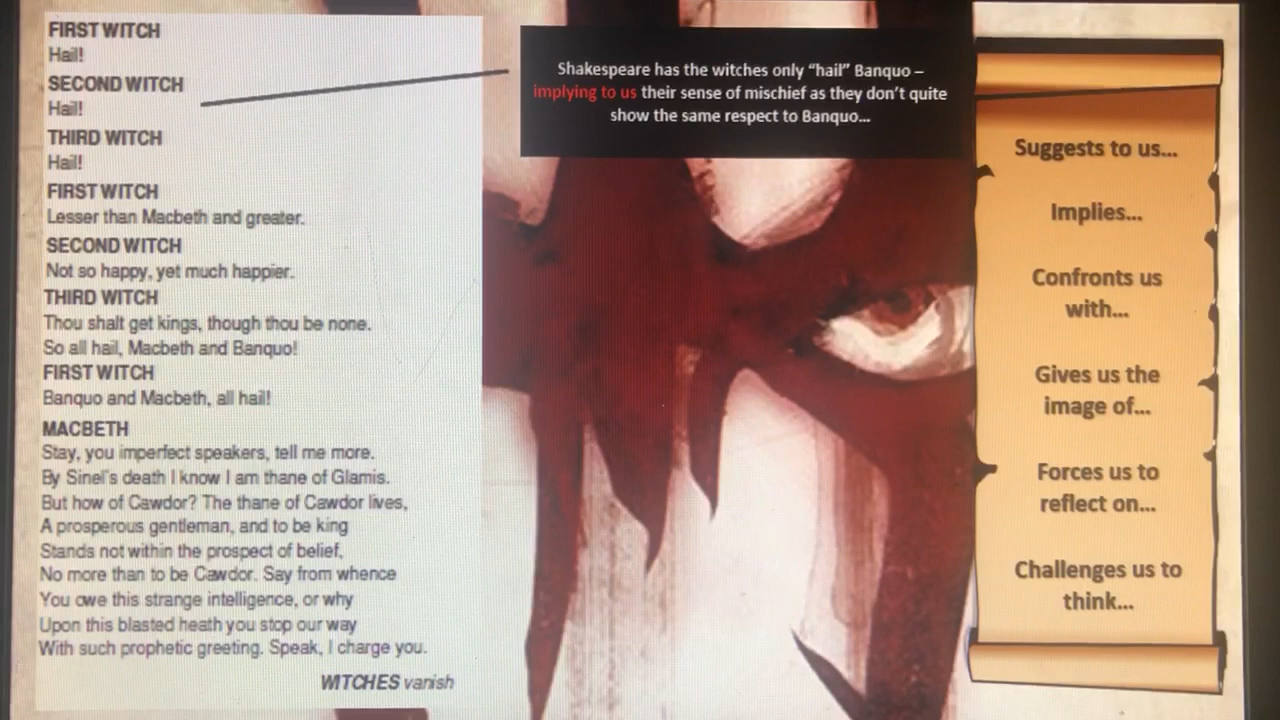 FIRST WITCH
Hail!
SECOND WITCH
Hail!
THIRD WITCH
Hail!
FIRST WITCH
Lesser than Macbeth and greater.
SECOND WITCH
Not so happy, yet much happier.
THIRD WITCH
Thou shalt get kings, though thou be none.
So all hail, Macbeth and Banquo!
FIRST WITCH
Banquo and Macbeth, all hail!
MACBETH
Stay, you imperfect speakers, tell me more.
By Sinel's death I know I am thane of Glamis.
But how of Cawdor? The thane of Cawdor lives,
A prosperous gentleman, and to be king
Stands not within the prospect of belief,
No more than to be Cawdor. Say from whence
You owe this strange intelligence, or why
Upon this blasted heath you stop our way
With such prophetic greeting. Speak, I charge you.
WITCHES vanish
Shakespeare has the witches only “hail” Banquo –
implying to us their sense of mischief as they don't quite
show the same respect to Banquo...
Suggests to us...
Implies...
Confronts us
with...
Gives us the
image of...
Forces us to
reflect on...
Challenges us to
think...